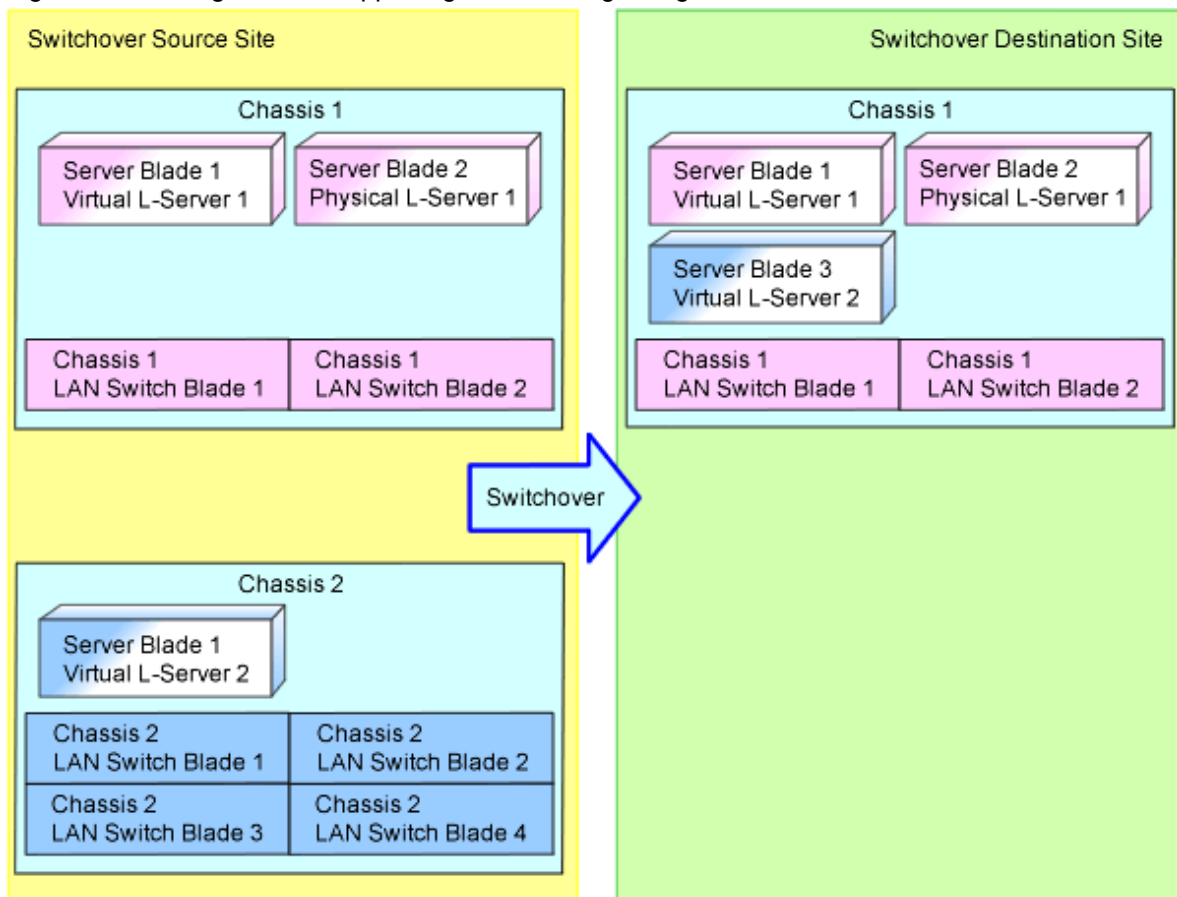 Switchover Source Site
Chassis 1
Server Blade 1
Virtual L-Server 1
Server Blade 2
Physical L-Server 1
Chassis 1
LAN Switch Blade 1
Chassis 1
LAN Switch Blade 2
Chassis 2
Server Blade 1
Virtual L-Server 2
Chassis 2
LAN Switch Blade 1
Chassis 2
LAN Switch Blade 2
Chassis 2
LAN Switch Blade 3
Chassis 2
LAN Switch Blade 4
Switchover
Switchover Destination Site
Chassis 1
Server Blade 1
Virtual L-Server 1
Server Blade 2
Physical L-Server 1
Server Blade 3
Virtual L-Server 2
Chassis 1
LAN Switch Blade 1
Chassis 1
LAN Switch Blade 2